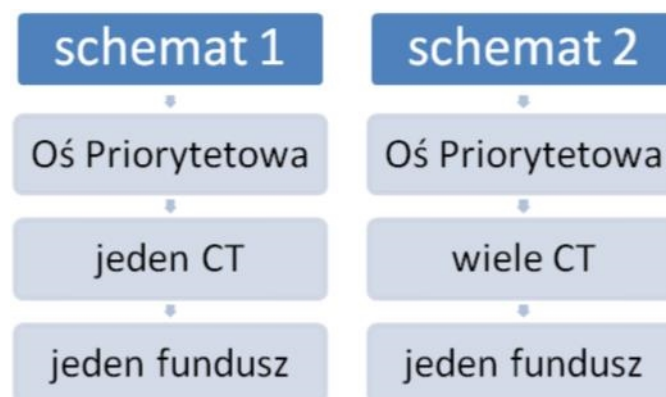 schemat 1
Oś Priorytetowa
jeden CT
jeden fundusz
schemat 2
Oś Priorytetowa
wiele CT
jeden fundusz